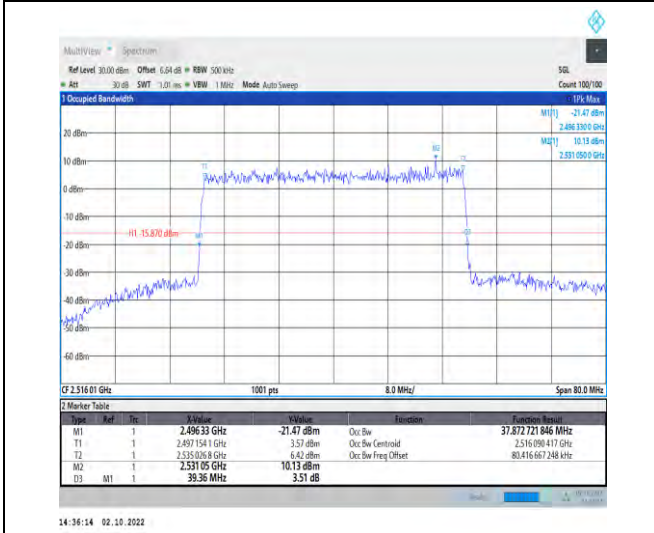 MultiView Spectrum
Ref Level 30.00 dBm Offset 6.64 dB RBW 500 kHz SGL
Att 30 dB SWT 1.01 ms VBW 1 MHz Mode Auto Sweep Count 100/100
1 Occupied Bandwidth 1Pk Max
M1[1] -21.47 dBm
2.496 330 0 GHz
M2[1] 10.13 dBm
2.531 050 0 GHz
20 dBm
M2
10 dBm
T1
0 dBm
-10 dBm
H1 -15.870 dBm
M1
D3
-20 dBm
-30 dBm
-40 dBm
-50 dBm
-60 dBm
CF 2.516 01 GHz 1001 pts 8.0 MHz/ Span 80.0 MHz
2 Marker Table
Type Ref Trc X-Value Y-Value Function Function Result
M1 1 2.496 33 GHz -21.47 dBm Occ Bw 37.872 721 846 MHz
T1 1 2.497 154 1 GHz 3.57 dBm Occ Bw Centroid 2.516 090 417 GHz
T2 1 2.535 026 8 GHz 6.42 dBm Occ Bw Freq Offset 80.416 667 248 kHz
M2 1 2.531 05 GHz 10.13 dBm
D3 M1 1 39.36 MHz 3.51 dB
14:36:14 02.10.2022